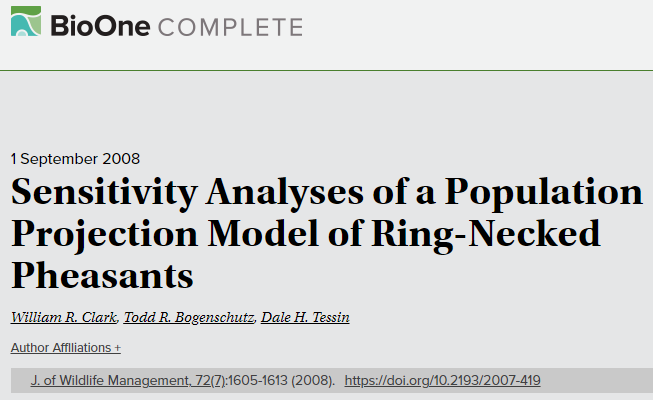 BioOne COMPLETE
1 September 2008
Sensitivity Analyses of a Population
Projection Model of Ring-Necked
Pheasants
William R. Clark, Todd R. Bogenschutz, Dale H. Tessin
Author Affiliations +
J. of Wildlife Management, 72(7):1605-1613 (2008). https://doi.org/10.2193/2007-419